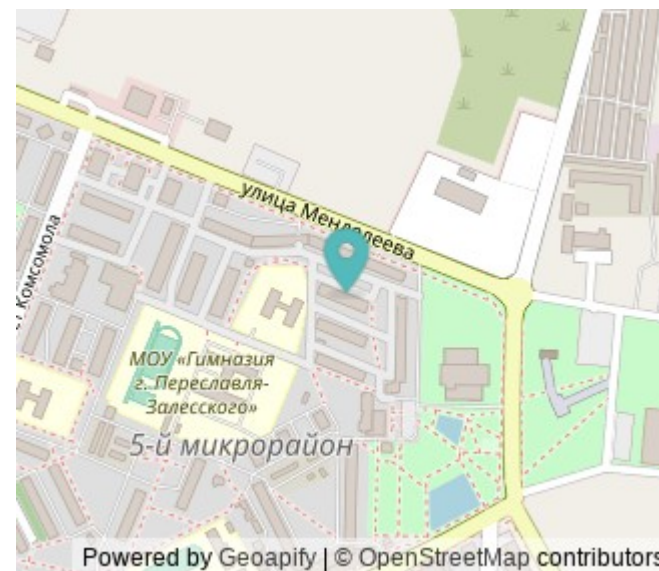 улица Менделеева
Комсомола
МОУ «Гимназия
г. Переславля-
Залесского»
5-й микрорайон
Powered by Geoapify | © OpenStreetMap contributors